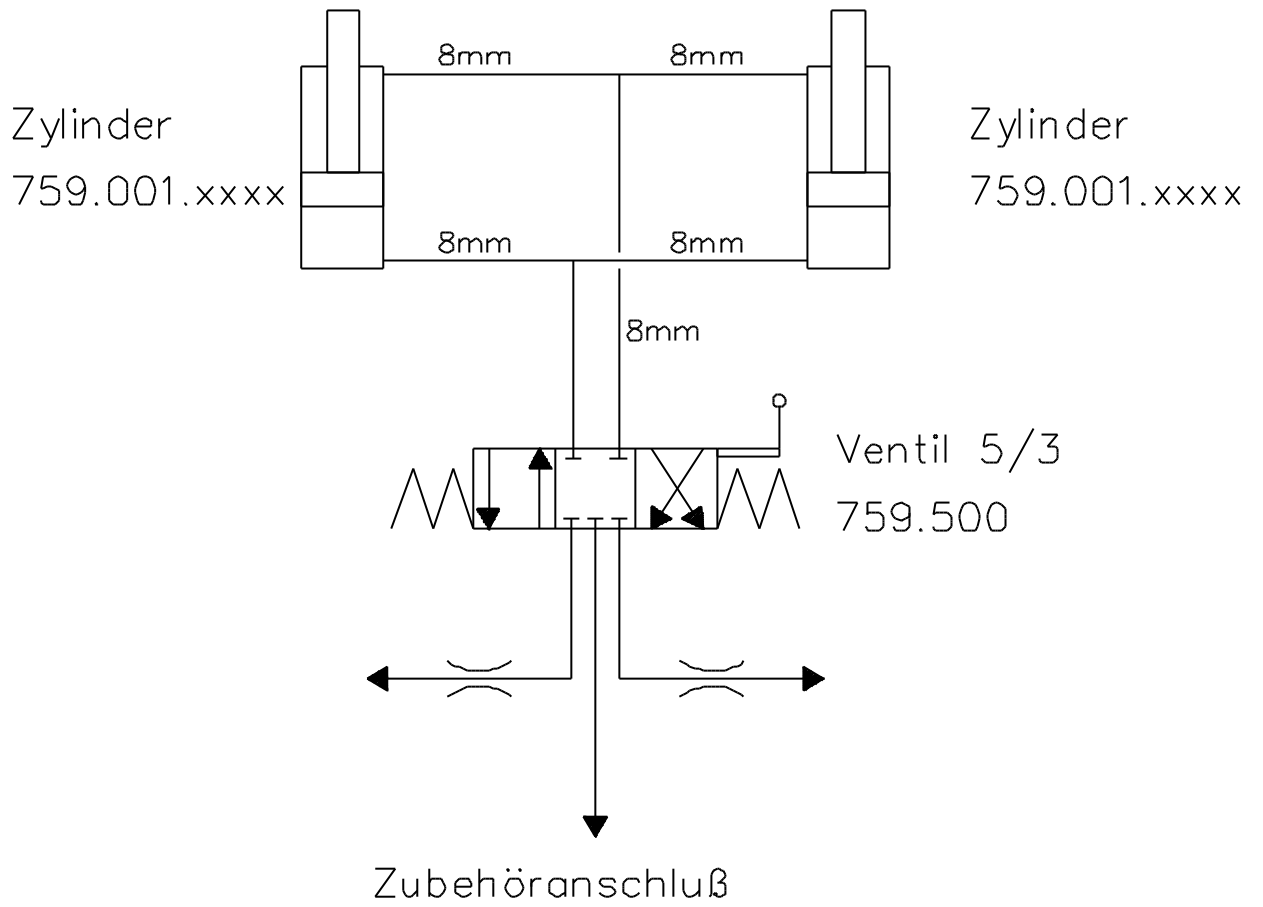 8mm
8mm
Zylinder
759.001.xxxx
Zylinder
759.001.xxxx
8mm
8mm
8mm
Ventil 5/3
759.500
Zubehöranschluß